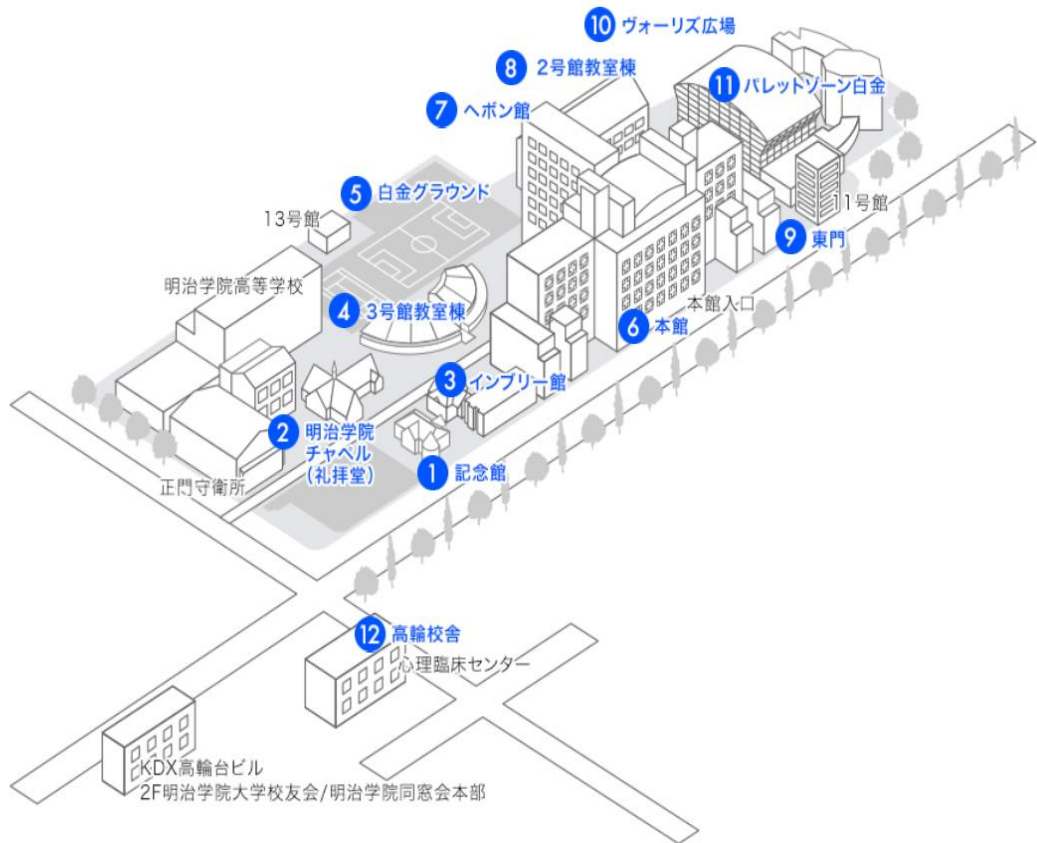 10 ヴォーリズ広場
8 2号館教室棟
11 パレットゾーン白金
7 ヘボン館
5 白金グラウンド
13号館
11号館
9 東門
明治学院高等学校
4 3号館教室棟
本館入口
6 本館
3 インブリー館
2 明治学院
チャペル
(礼拝堂)
1 記念館
正門守衛所
12 高輪校舎
心理臨床センター
KDX高輪台ビル
2F明治学院大学校友会/明治学院同窓会本部